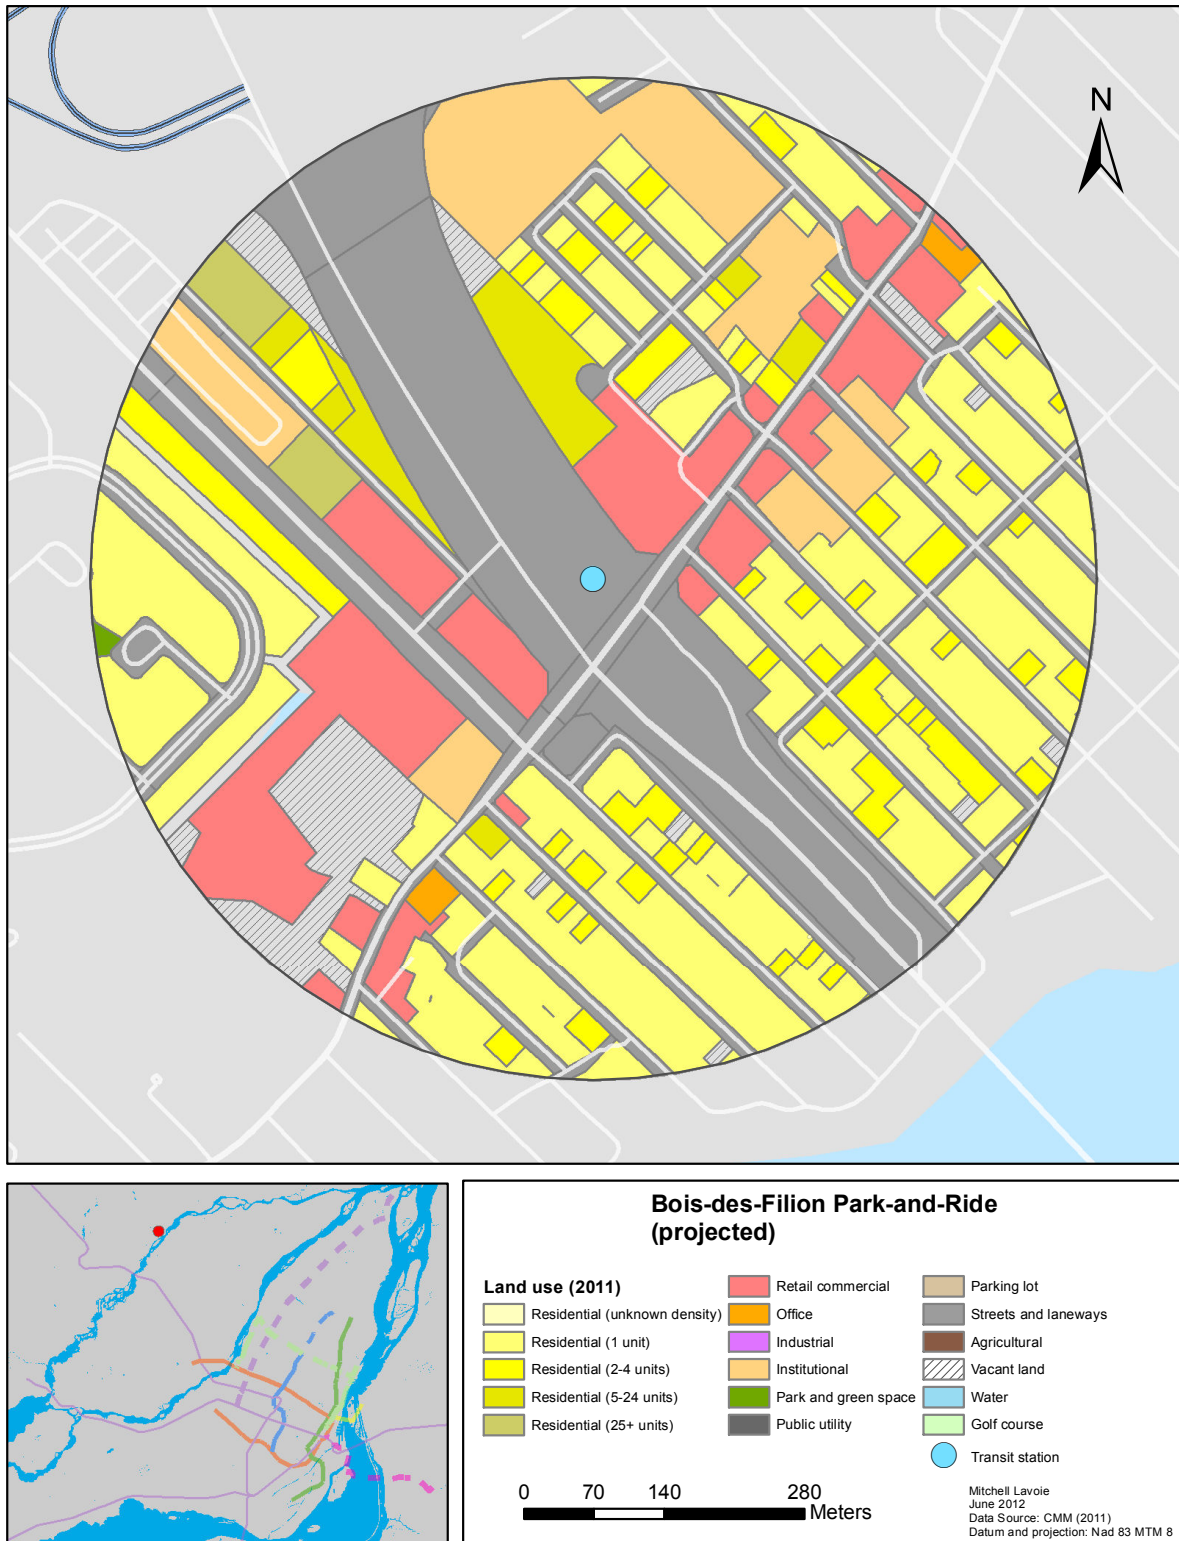 N
Bois-des-Filion Park-and-Ride
(projected)
Land use (2011)
Residential (unknown density)
Residential (1 unit)
Residential (2-4 units)
Residential (5-24 units)
Residential (25+ units)
Retail commercial
Office
Industrial
Institutional
Park and green space
Public utility
Parking lot
Streets and laneways
Agricultural
Vacant land
Water
Golf course
Transit station
0 70 140 280
Meters
Mitchell Lavoie
June 2012
Data Source: CMM (2011)
Datum and projection: Nad 83 MTM 8